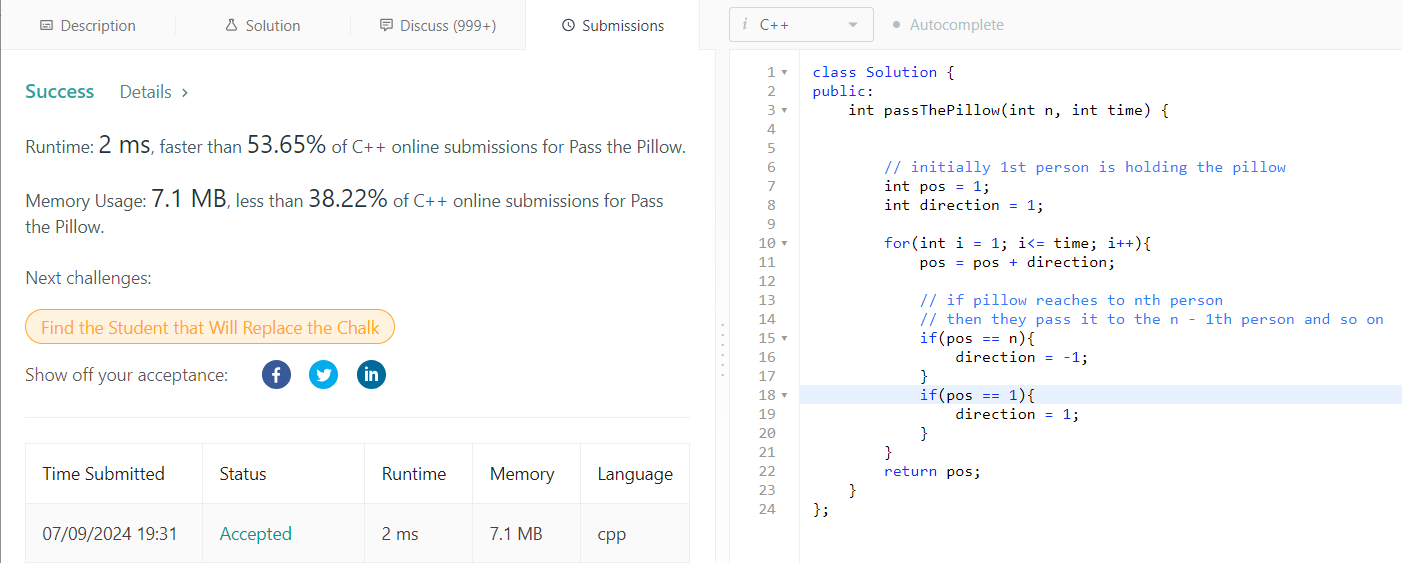 Description
Solution
Discuss (999+)
Submissions
Success Details >
Runtime: 2 ms, faster than 53.65% of C++ online submissions for Pass the Pillow.
Memory Usage: 7.1 MB, less than 38.22% of C++ online submissions for Pass
the Pillow.
Next challenges:
Find the Student that Will Replace the Chalk
Show off your acceptance:
f
in
Time Submitted Status Runtime Memory Language
07/09/2024 19:31 Accepted 2 ms 7.1 MB cpp
i C++ Autocomplete
1 class Solution {
2 public:
3     int passThePillow(int n, int time) {
4
5
6         // initially 1st person is holding the pillow
7         int pos = 1;
8         int direction = 1;
9
10         for(int i = 1; i<= time; i++){
11             pos = pos + direction;
12
13             // if pillow reaches to nth person
14             // then they pass it to the n - 1th person and so on
15             if(pos == n){
16                 direction = -1;
17             }
18             if(pos == 1){
19                 direction = 1;
20             }
21         }
22         return pos;
23     }
24 };